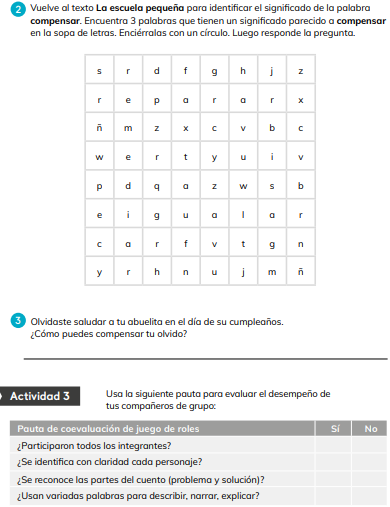 2 Vuelve al texto La escuela pequeña para identificar el significado de la palabra
compensar. Encuentra 3 palabras que tienen un significado parecido a compensar
en la sopa de letras. Enciérralas con un círculo. Luego responde la pregunta.
s r d f g h j z
r e p a r a r x
ñ m z x c v b c
w e r t y u i v
p d q a z w s b
e i g u a l a r
c a r f v t g n
y r h n u j m ñ
3 Olvidaste saludar a tu abuelita en el día de su cumpleaños.
¿Cómo puedes compensar tu olvido?
Actividad 3 Usa la siguiente pauta para evaluar el desempeño de
tus compañeros de grupo:
Pauta de coevaluación de juego de roles Sí No
¿Participaron todos los integrantes?
¿Se identifica con claridad cada personaje?
¿Se reconoce las partes del cuento (problema y solución)?
¿Usan variadas palabras para describir, narrar, explicar?